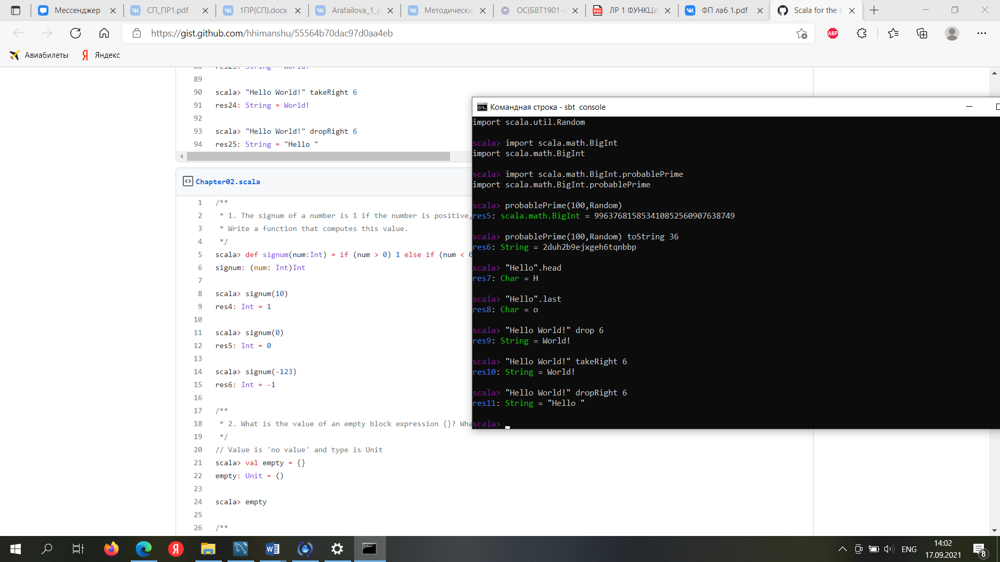 Мессенджер
СП_ПР1.pdf
1ПР(СП).docx
Arafailova_1_p
Методически
ОС(БВТ1901-0
ЛР 1 ФУНКЦИ
ФП лаб 1.pdf
Scala for the I
https://gist.github.com/hhimanshu/55564b70dac97d0aa4eb
ABP
Авиабилеты
Яндекс
88 res23: String = World!
89
90 scala> "Hello World!" takeRight 6
91 res24: String = World!
92
93 scala> "Hello World!" dropRight 6
94 res25: String = "Hello "
Chapter02.scala
1 /**
2 * 1. The signum of a number is 1 if the number is positive,
3 * Write a function that computes this value.
4 */
5 scala> def signum(num:Int) = if (num > 0) 1 else if (num < 0
6 signum: (num: Int)Int
7
8 scala> signum(10)
9 res4: Int = 1
10
11 scala> signum(0)
12 res5: Int = 0
13
14 scala> signum(-123)
15 res6: Int = -1
16
17 /**
18 * 2. What is the value of an empty block expression {}? Wha
19 */
20 // Value is 'no value' and type is Unit
21 scala> val empty = {}
22 empty: Unit = ()
23
24 scala> empty
25
26 /**
Командная строка - sbt console
import scala.util.Random
scala> import scala.math.BigInt
import scala.math.BigInt
scala> import scala.math.BigInt.probablePrime
import scala.math.BigInt.probablePrime
scala> probablePrime(100,Random)
res5: scala.math.BigInt = 996376815853410852560907638749
scala> probablePrime(100,Random) toString 36
res6: String = 2duh2b9ejxgeh6tqnbbp
scala> "Hello".head
res7: Char = H
scala> "Hello".last
res8: Char = o
scala> "Hello World!" drop 6
res9: String = World!
scala> "Hello World!" takeRight 6
res10: String = World!
scala> "Hello World!" dropRight 6
res11: String = "Hello "
scala>
ENG
14:02
17.09.2021
8